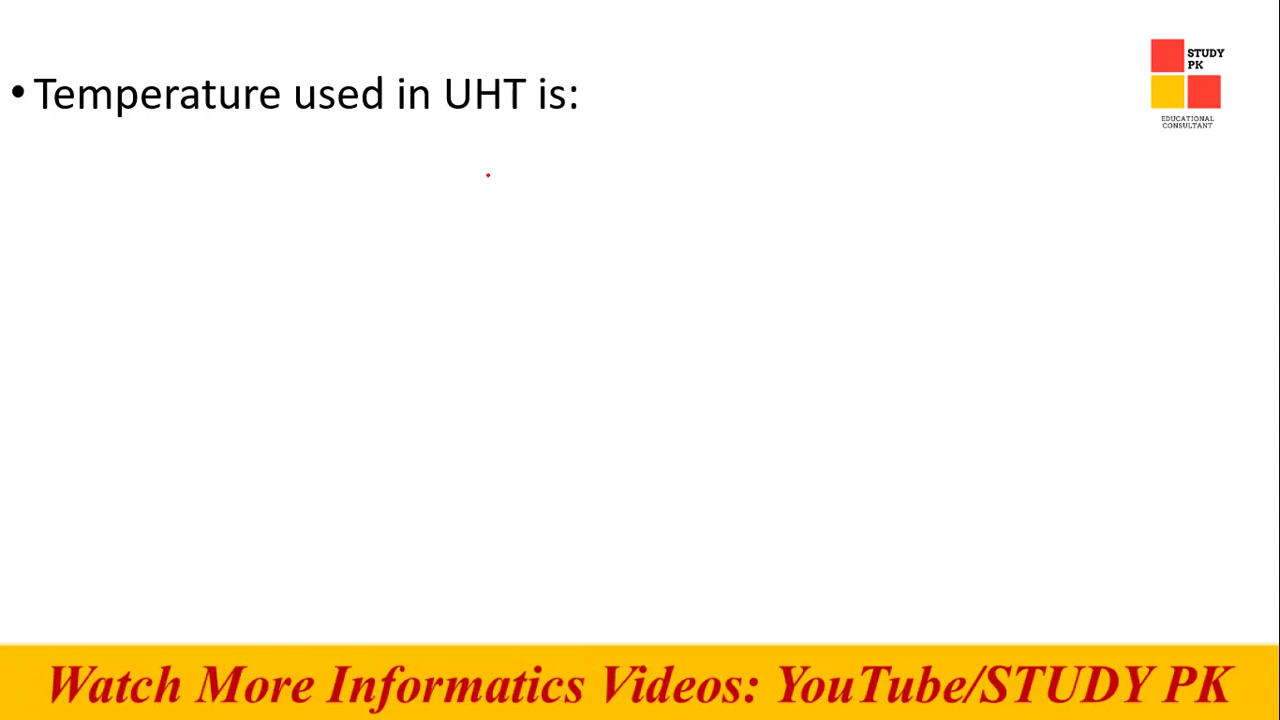 • Temperature used in UHT is:
STUDY
PK
EDUCATIONAL
CONSULTANT
Watch More Informatics Videos: YouTube/STUDY PK